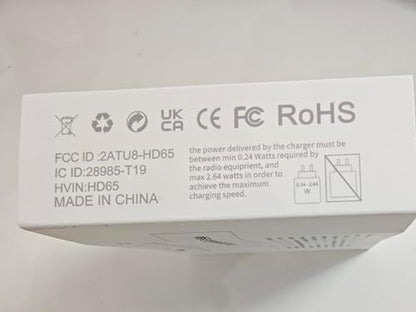 UK CA CE FC RoHS
FCC ID :2ATU8-HD65
IC ID:28985-T19
HVIN:HD65
MADE IN CHINA
the power delivered by the charger must be
between min 0.24 Watts required by
the radio equiprient, and
max 2.64 watts in order to
achieve the maximum
charging speed.
0.24 - 2.64
W